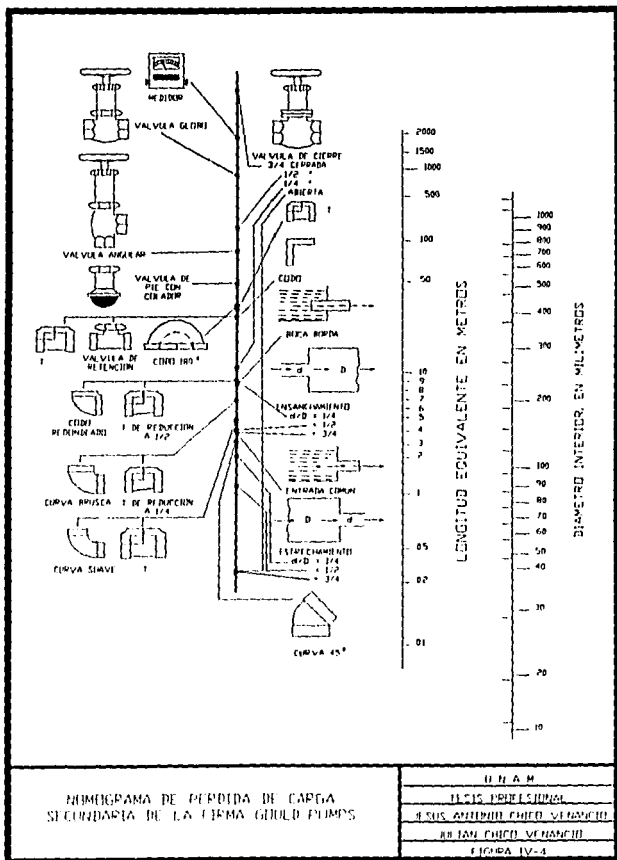 MEDIDOR
VALVULA GLOBO
VALVULA DE CIERRE
3/4 CERRADA
1/2 "
1/4 "
ABIERTA
T
VALVULA ANGULAR
CODO
VALVULA DE
PIE CON
COLADOR
BOCA BORDA
T
VALVULA DE
RETENCION
CODO 180°
d
D
ENSANCHAMIENTO
d/D = 1/4
= 1/2
= 3/4
CODO
REDONDEADO
T DE REDUCCION
A 1/2
ENTRADA COMUN
CURVA BRUSCA
T DE REDUCCION
A 1/4
D
d
ESTRECHAMIENTO
d/D = 1/4
= 1/2
= 3/4
CURVA SUAVE
T
CURVA 45°
2000
1500
1000
500
100
50
10
9
8
7
6
5
4
3
2
1
0.5
0.2
0.1
LONGITUD EQUIVALENTE EN METROS
1000
900
800
700
600
500
400
300
200
100
90
80
70
60
50
40
30
20
10
DIAMETRO INTERIOR EN MILIMETROS
NOMOGRAMA DE PERDIDA DE CARGA
SECUNDARIA DE LA FIRMA GOULD PUMPS
U N A M
TESIS PROFESIONAL
JESUS ANTONIO CHICO VENANCIO
JULIAN CHICO VENANCIO
FIGURA IV-4